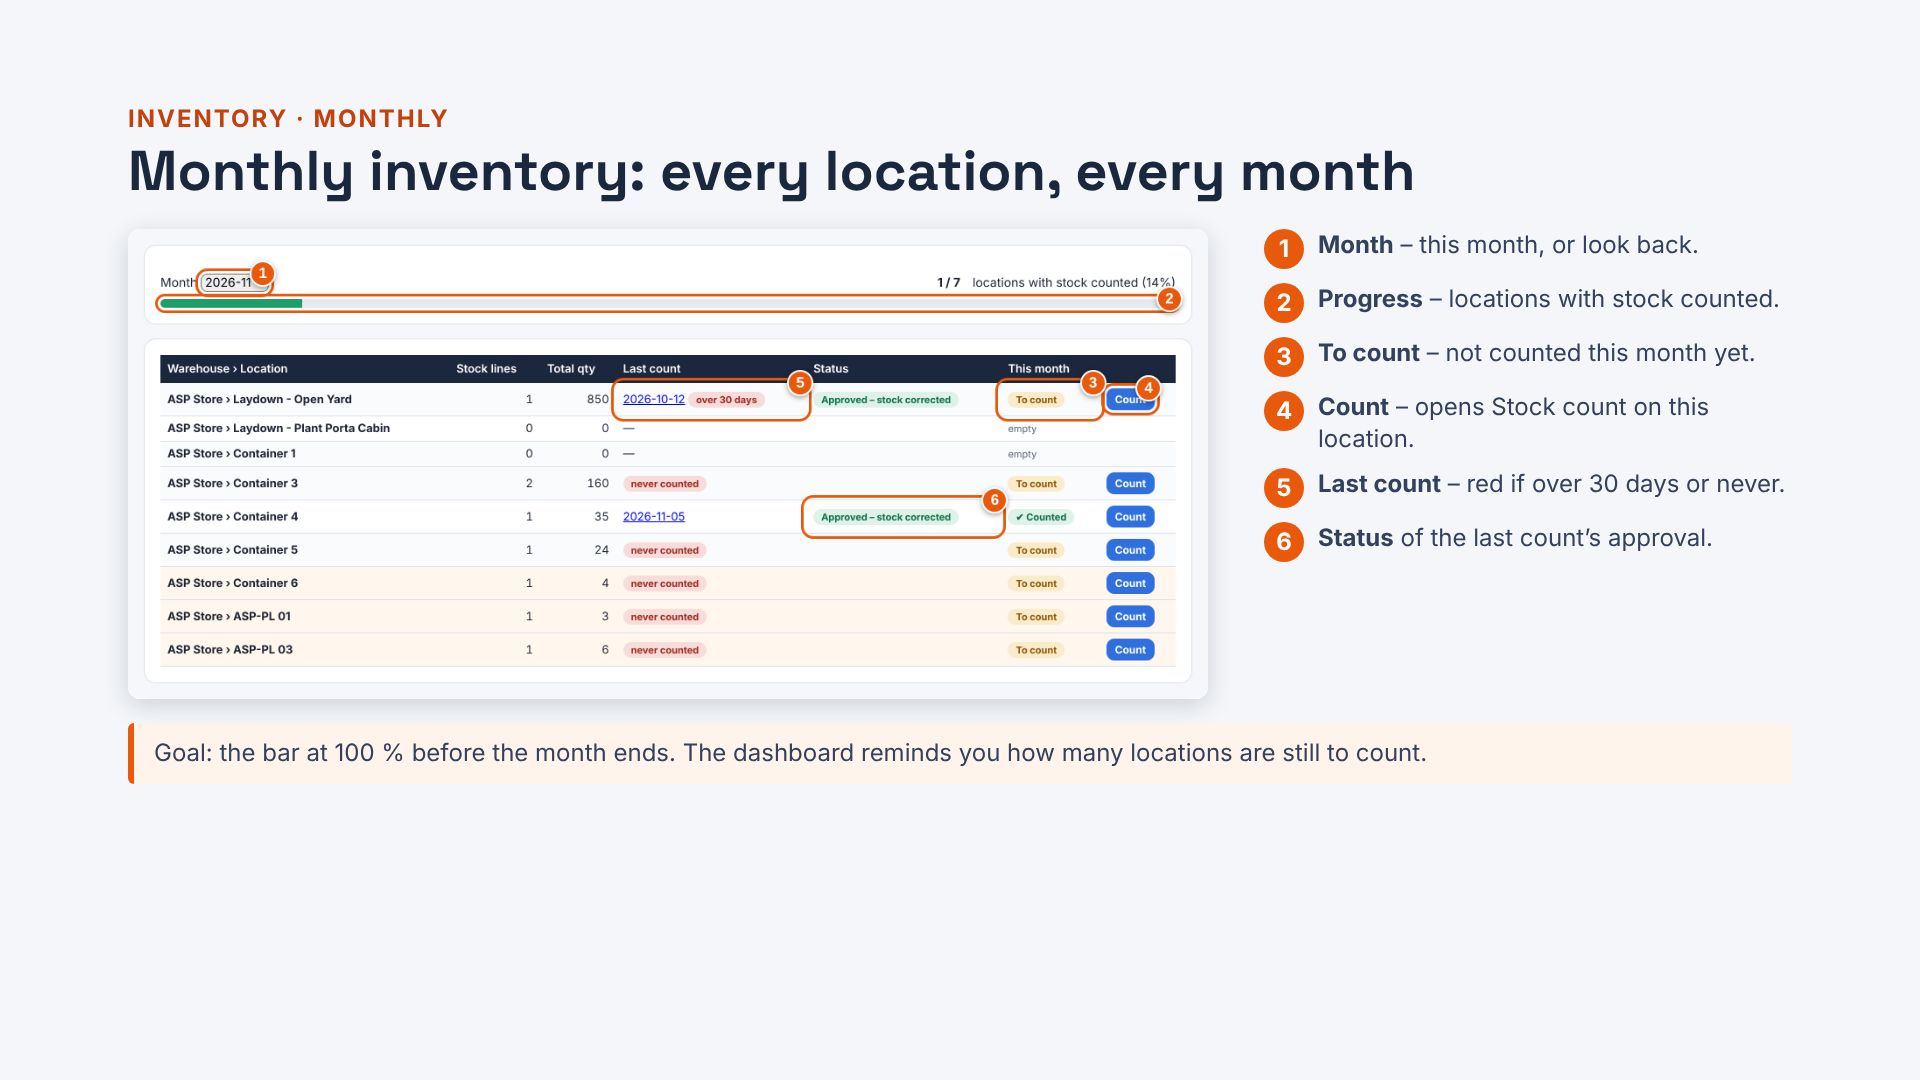 INVENTORY · MONTHLY
Monthly inventory: every location, every month
Month 2026-11 1
1 / 7 locations with stock counted (14%)
2
Warehouse › Location Stock lines Total qty Last count Status This month
5 3 4
ASP Store › Laydown - Open Yard 1 850 2026-10-12 over 30 days Approved – stock corrected To count Count
ASP Store › Laydown - Plant Porta Cabin 0 0 — empty
ASP Store › Container 1 0 0 — empty
ASP Store › Container 3 2 160 never counted To count Count
6
ASP Store › Container 4 1 35 2026-11-05 Approved – stock corrected ✔ Counted Count
ASP Store › Container 5 1 24 never counted To count Count
ASP Store › Container 6 1 4 never counted To count Count
ASP Store › ASP-PL 01 1 3 never counted To count Count
ASP Store › ASP-PL 03 1 6 never counted To count Count
1 Month – this month, or look back.
2 Progress – locations with stock counted.
3 To count – not counted this month yet.
4 Count – opens Stock count on this
location.
5 Last count – red if over 30 days or never.
6 Status of the last count’s approval.
Goal: the bar at 100 % before the month ends. The dashboard reminds you how many locations are still to count.